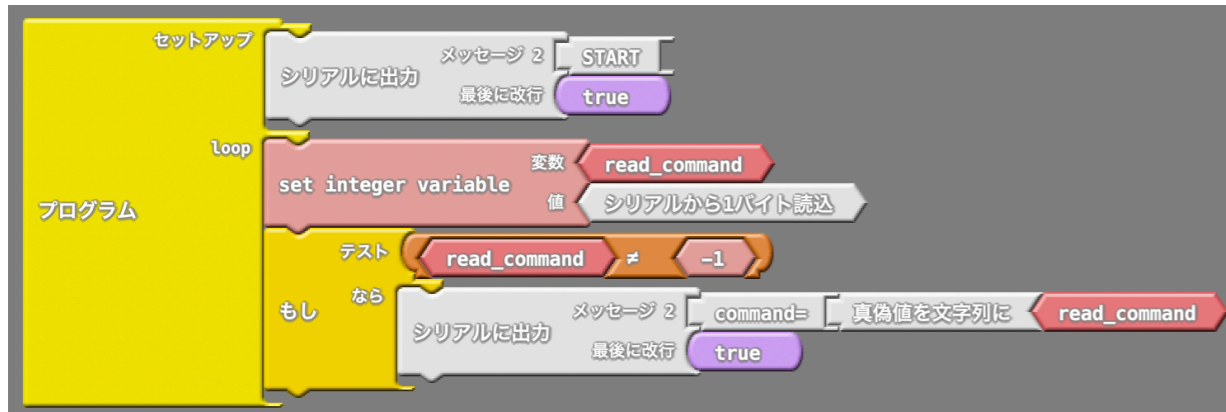 セットアップ
シリアルに出力
メッセージ 2 START
最後に改行 true
プログラム
loop
set integer variable
変数 read_command
値 シリアルから1バイト読込
もし
テスト read_command ≠ -1
なら
シリアルに出力
メッセージ 2 command= 真偽値を文字列に read_command
最後に改行 true